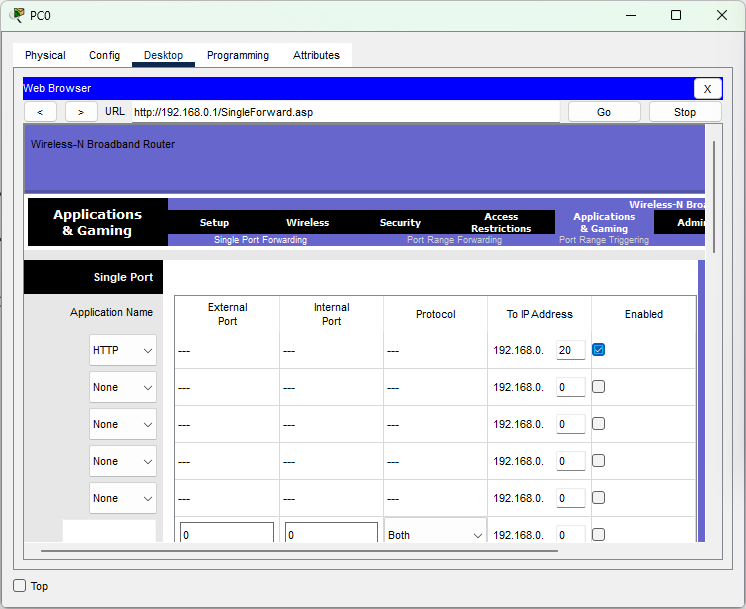 PC0
Physical Config Desktop Programming Attributes
Web Browser X
< > URL http://192.168.0.1/SingleForward.asp Go Stop
Wireless-N Broadband Router
Wireless-N Broa
Applications & Gaming
Setup Wireless Security Access Restrictions Applications & Gaming Admin
Single Port Forwarding Port Range Forwarding Port Range Triggering
Single Port
Application Name External Port Internal Port Protocol To IP Address Enabled
HTTP --- --- --- 192.168.0. 20
None --- --- --- 192.168.0. 0
None --- --- --- 192.168.0. 0
None --- --- --- 192.168.0. 0
None --- --- --- 192.168.0. 0
0 0 Both 192.168.0. 0
Top